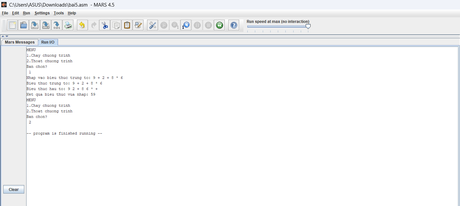 C:\Users\ASUS\Downloads\bai5.asm - MARS 4.5
File Edit Run Settings Tools Help
Run speed at max (no interaction)
Mars Messages Run I/O
MENU
1.Chay chuong trinh
2.Thoat chuong trinh
Ban chon?
1
Nhap vao bieu thuc trung to: 9 + 2 + 8 * 6
Bieu thuc trung to: 9 + 2 + 8 * 6
Bieu thuc hau to: 9 2 + 8 6 * +
Ket qua bieu thuc vua nhap: 59
MENU
1.Chay chuong trinh
2.Thoat chuong trinh
Ban chon?
2
-- program is finished running --
Clear